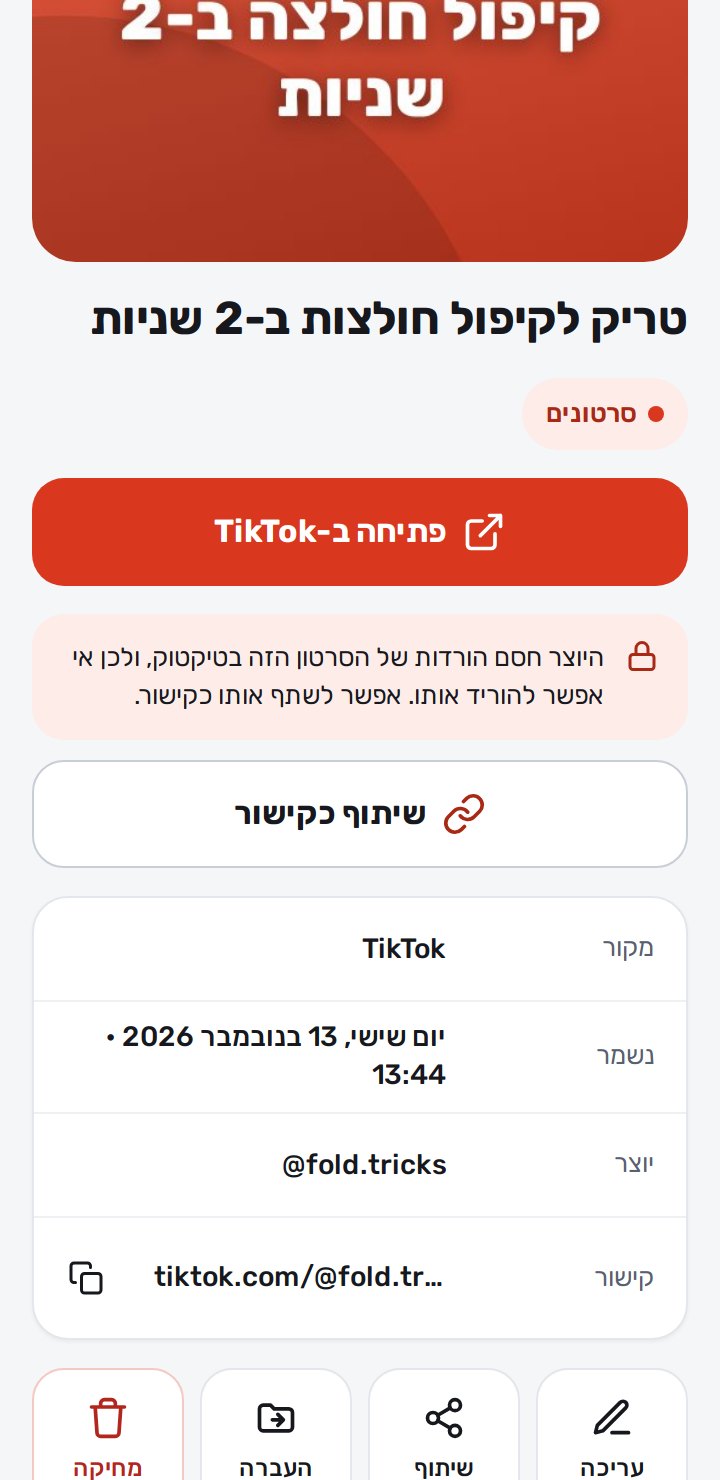 קיפול חולצה ב-2
שניות
טריק לקיפול חולצות ב-2 שניות
סרטונים
פתיחה ב-TikTok
היוצר חסם הורדות של הסרטון הזה בטיקטוק, ולכן אי
אפשר להוריד אותו. אפשר לשתף אותו כקישור.
שיתוף כקישור
מקור
TikTok
נשמר
יום שישי, 13 בנובמבר 2026 •
13:44
יוצר
@fold.tricks
קישור
tiktok.com/@fold.tr…
עריכה
שיתוף
העברה
מחיקה